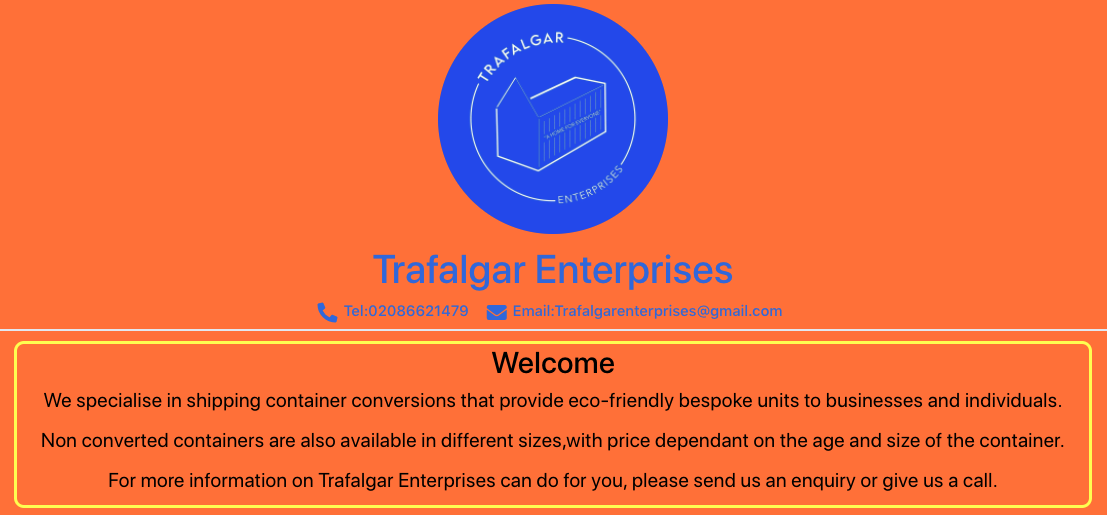 TRAFALGAR
A HOME FOR EVERYONE
ENTERPRISES
Trafalgar Enterprises
Tel:02086621479 Email:Trafalgarenterprises@gmail.com
Welcome
We specialise in shipping container conversions that provide eco-friendly bespoke units to businesses and individuals.
Non converted containers are also available in different sizes,with price dependant on the age and size of the container.
For more information on Trafalgar Enterprises can do for you, please send us an enquiry or give us a call.